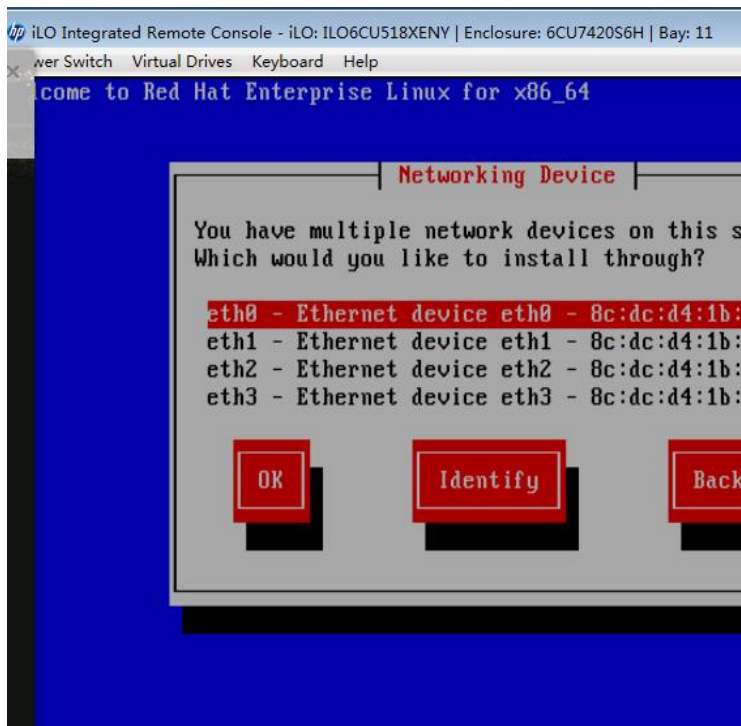 iLO Integrated Remote Console - iLO: ILO6CU518XENY | Enclosure: 6CU7420S6H | Bay: 11
wer Switch Virtual Drives Keyboard Help
lcome to Red Hat Enterprise Linux for x86_64
Networking Device
You have multiple network devices on this s
Which would you like to install through?
eth0 - Ethernet device eth0 - 8c:dc:d4:1b:
eth1 - Ethernet device eth1 - 8c:dc:d4:1b:
eth2 - Ethernet device eth2 - 8c:dc:d4:1b:
eth3 - Ethernet device eth3 - 8c:dc:d4:1b:
OK Identify Back